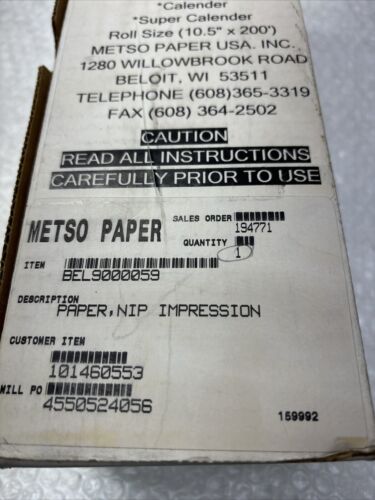 *Calender
*Super Calender
Roll Size (10.5" x 200')
METSO PAPER USA. INC.
1280 WILLOWBROOK ROAD
BELOIT, WI 53511
TELEPHONE (608)365-3319
FAX (608) 364-2502
CAUTION
READ ALL INSTRUCTIONS
CAREFULLY PRIOR TO USE
METSO PAPER
SALES ORDER
194771
QUANTITY
1
ITEM
BEL9000059
DESCRIPTION
PAPER,NIP IMPRESSION
CUSTOMER ITEM
101460553
MILL PO
4550524056
159992